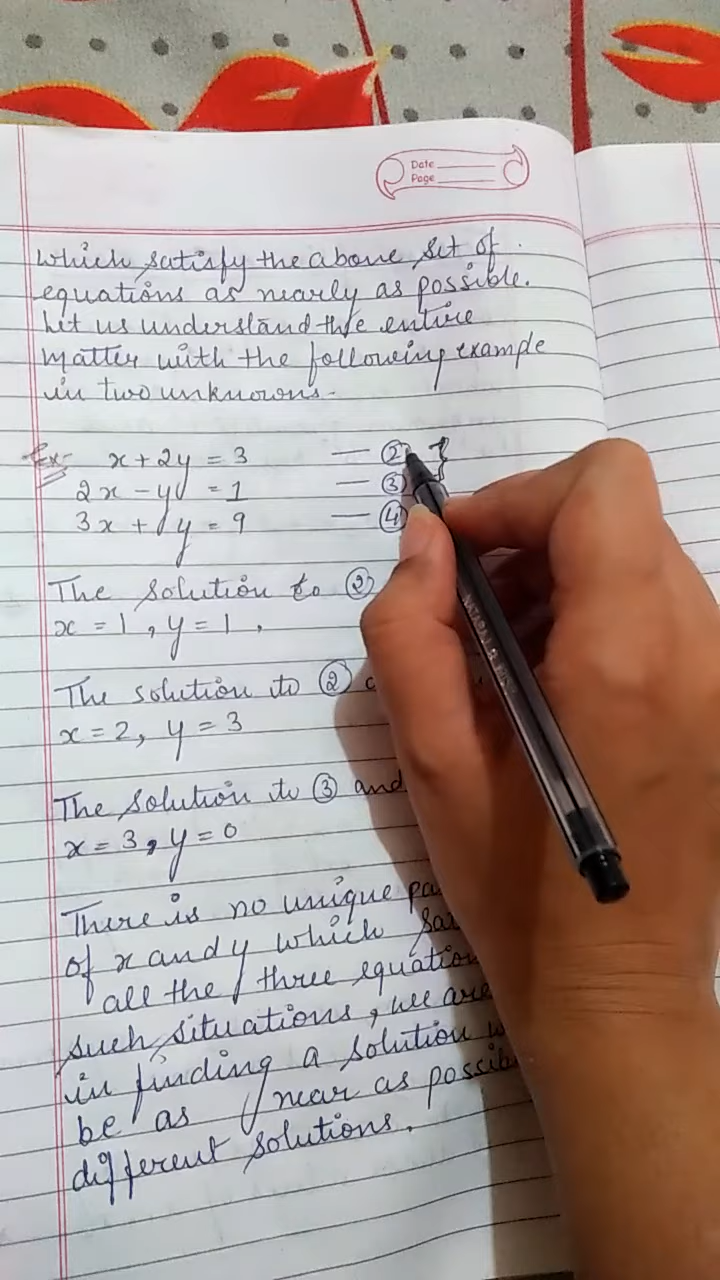 Date
Page
which satisfy the above set of
equations as nearly as possible.
Let us understand the entire
matter with the following example
in two unknowns.
Ex- x + 2y = 3 — ②
2x - y = 1 — ③
3x + y = 9 — ④
The solution to ②
x = 1, y = 1,
The solution to ②
x = 2, y = 3
The solution to ③ and
x = 3, y = 0
There is no unique
of x and y which
all the three
such situations, we are
in finding a solution
be as near as
different solutions.